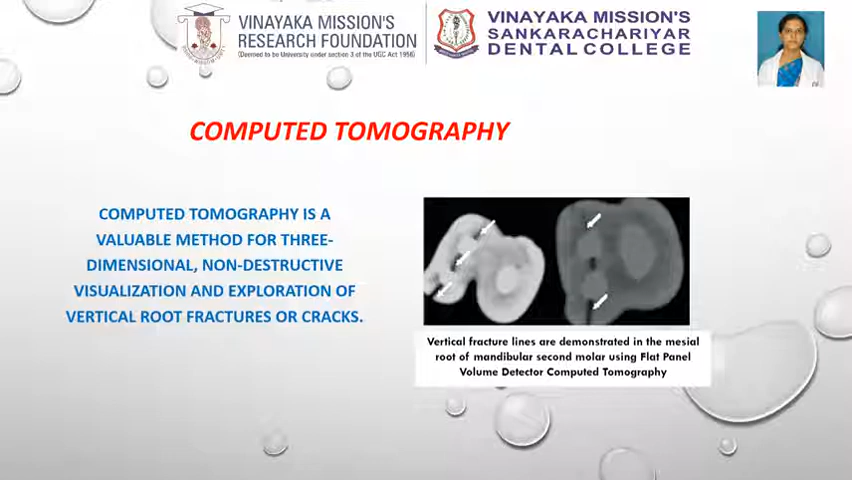 VINAYAKA MISSION'S
RESEARCH FOUNDATION
(Deemed to be University under section 3 of the UGC Act 1956)
VINAYAKA MISSION'S
SANKARACHARIYAR
DENTAL COLLEGE
COMPUTED TOMOGRAPHY
COMPUTED TOMOGRAPHY IS A
VALUABLE METHOD FOR THREE-
DIMENSIONAL, NON-DESTRUCTIVE
VISUALIZATION AND EXPLORATION OF
VERTICAL ROOT FRACTURES OR CRACKS.
Vertical fracture lines are demonstrated in the mesial
root of mandibular second molar using Flat Panel
Volume Detector Computed Tomography